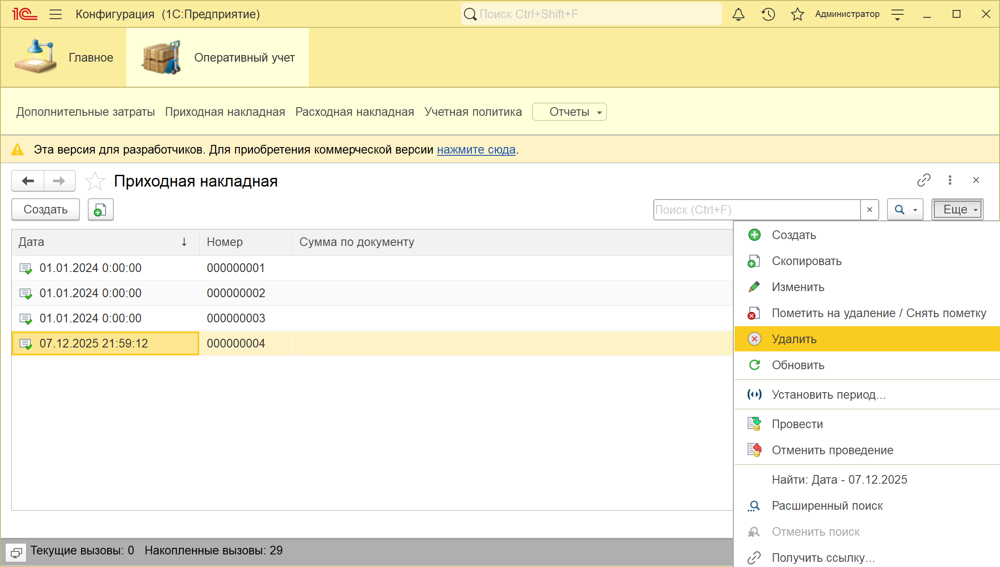 1С Конфигурация (1С:Предприятие) Поиск Ctrl+Shift+F Администратор
Главное Оперативный учет
Дополнительные затраты Приходная накладная Расходная накладная Учетная политика Отчеты
Эта версия для разработчиков. Для приобретения коммерческой версии нажмите сюда.
Приходная накладная
Создать Поиск (Ctrl+F) Еще
Дата Номер Сумма по документу
01.01.2024 0:00:00 000000001
01.01.2024 0:00:00 000000002
01.01.2024 0:00:00 000000003
07.12.2025 21:59:12 000000004
Создать
Скопировать
Изменить
Пометить на удаление / Снять пометку
Удалить
Обновить
Установить период...
Провести
Отменить проведение
Найти: Дата - 07.12.2025
Расширенный поиск
Отменить поиск
Получить ссылку...
Текущие вызовы: 0 Накопленные вызовы: 29